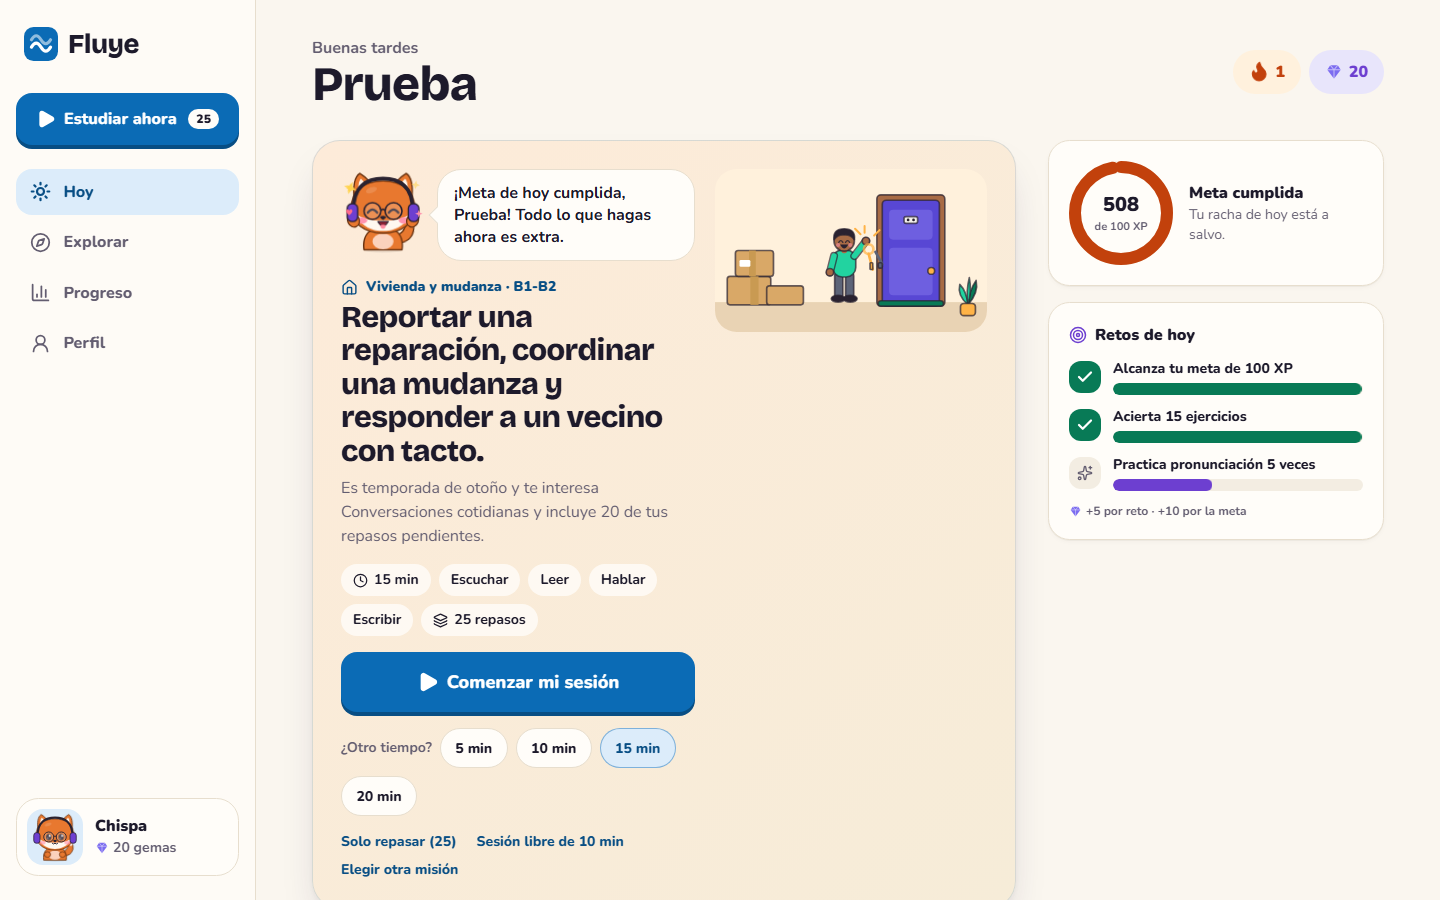 Fluye
Estudiar ahora 25
Hoy
Explorar
Progreso
Perfil
Chispa
20 gemas
Buenas tardes
Prueba
1
20
¡Meta de hoy cumplida,
Prueba! Todo lo que hagas
ahora es extra.
Vivienda y mudanza · B1-B2
Reportar una
reparación, coordinar
una mudanza y
responder a un vecino
con tacto.
Es temporada de otoño y te interesa
Conversaciones cotidianas y incluye 20 de tus
repasos pendientes.
15 min Escuchar Leer Hablar
Escribir 25 repasos
Comenzar mi sesión
¿Otro tiempo? 5 min 10 min 15 min
20 min
Solo repasar (25) Sesión libre de 10 min
Elegir otra misión
508
de 100 XP
Meta cumplida
Tu racha de hoy está a
salvo.
Retos de hoy
Alcanza tu meta de 100 XP
Acierta 15 ejercicios
Practica pronunciación 5 veces
+5 por reto · +10 por la meta